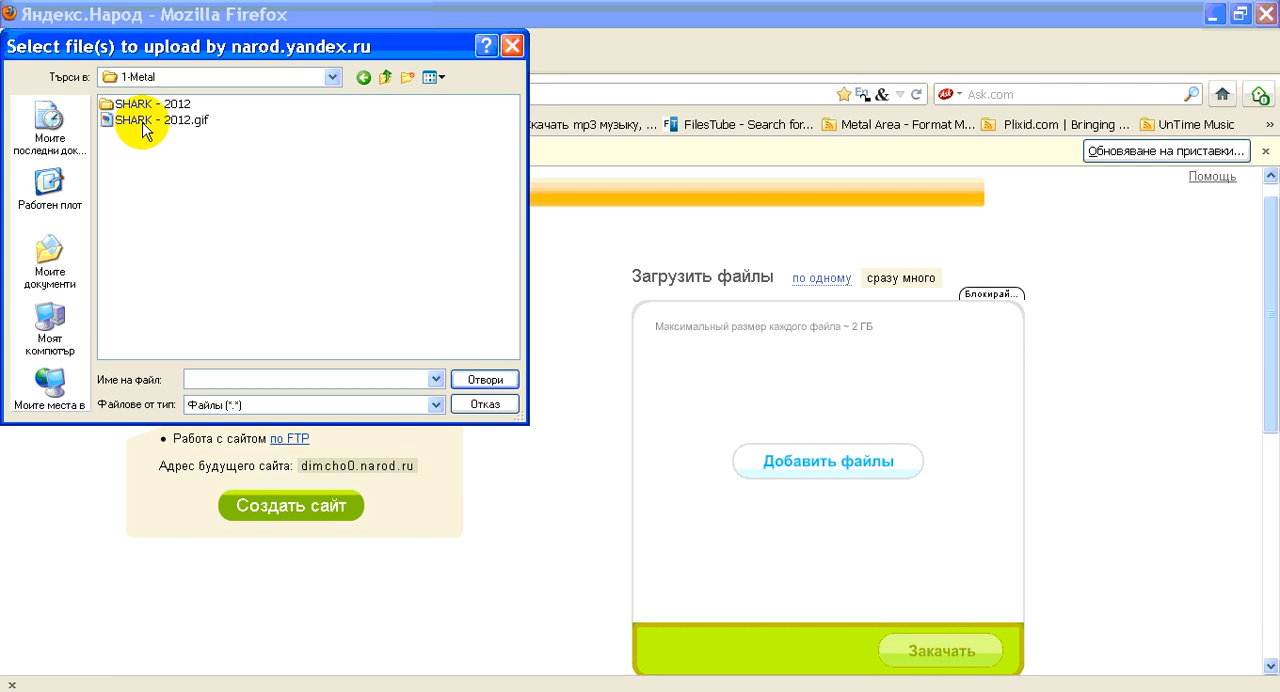 Яндекс.Народ - Mozilla Firefox
Select file(s) to upload by narod.yandex.ru
Търси в:
1-Metal
SHARK - 2012
SHARK - 2012.gif
Моите
последни док...
Работен плот
Моите
документи
Моят
компютър
Моите места в
Име на файл:
Отвори
Файлове от тип:
Файлы (*.*)
Отказ
Ask.com
качать mp3 музыку, ...
FilesTube - Search for...
Metal Area - Format M...
Plixid.com | Bringing ...
UnTime Music
»
Обновяване на приставки...
Помощь
Загрузить файлы
по одному
сразу много
Блокирай...
Максимальный размер каждого файла ~ 2 ГБ
Добавить файлы
Закачать
• Работа с сайтом по FTP
Адрес будущего сайта: dimcho0.narod.ru
Создать сайт